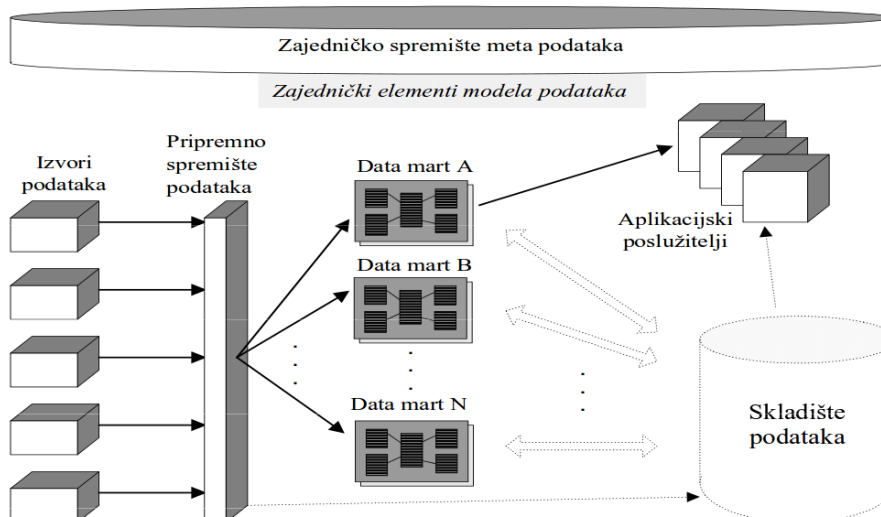 Zajedničko spremište meta podataka
Zajednički elementi modela podataka
Izvori
podataka
Pripremno
spremište
podataka
Data mart A
Data mart B
Data mart N
Aplikacijski
poslužitelji
Skladište
podataka